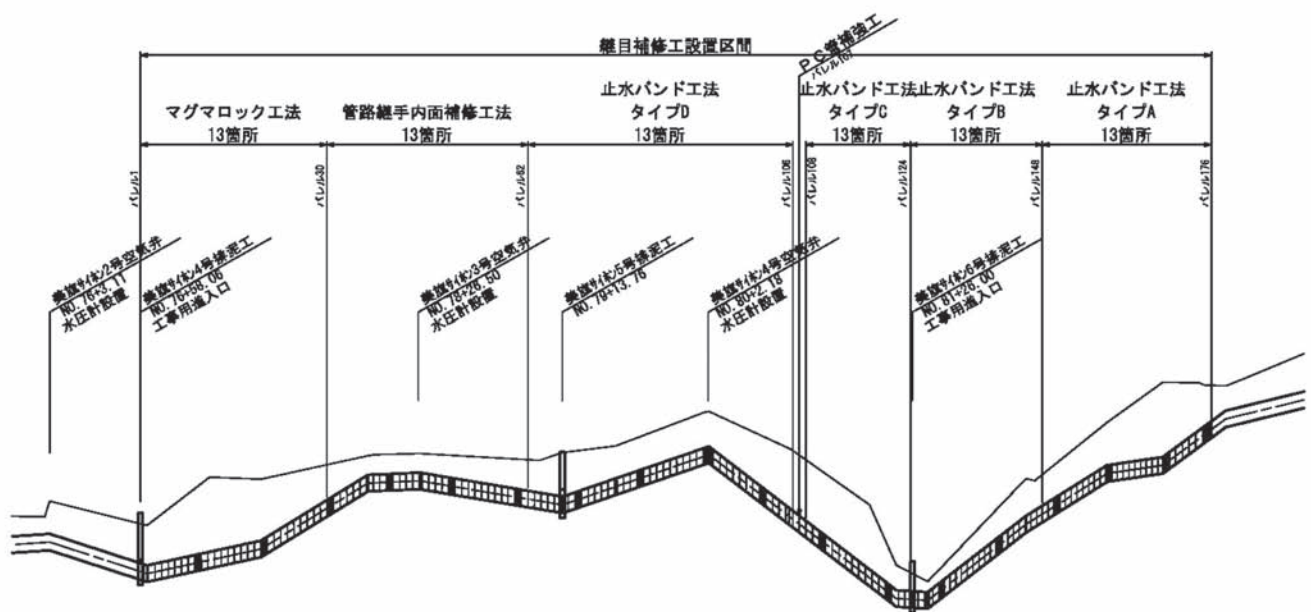 継目補修工設置区間
PC管補強工
バレル107
マグマロック工法
13箇所
管路継手内面補修工法
13箇所
止水バンド工法
タイプD
13箇所
止水バンド工法
タイプC
13箇所
止水バンド工法
タイプB
13箇所
止水バンド工法
タイプA
13箇所
バレル1
バレル30
バレル62
バレル106
バレル108
バレル124
バレル148
バレル176
美旗サイホン2号空気弁
NO.76+3.11
水圧計設置
美旗サイホン4号排泥工
NO.76+58.06
工事用進入口
美旗サイホン3号空気弁
NO.78+26.50
水圧計設置
美旗サイホン5号排泥工
NO.79+13.76
美旗サイホン4号空気弁
NO.80+2.18
水圧計設置
美旗サイホン6号排泥工
NO.81+26.00
工事用進入口